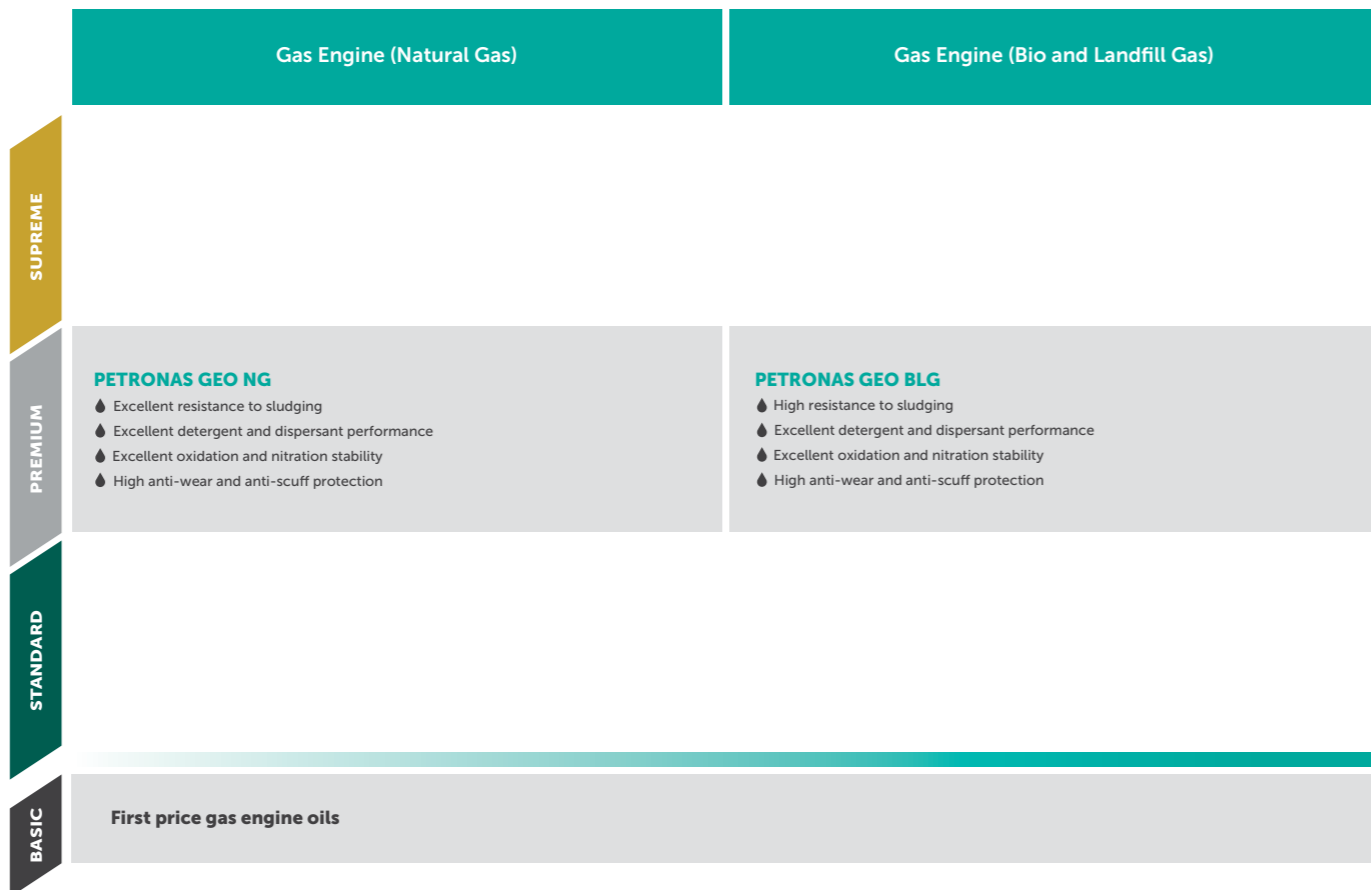 Gas Engine (Natural Gas)
Gas Engine (Bio and Landfill Gas)
SUPREME
PREMIUM
PETRONAS GEO NG
Excellent resistance to sludging
Excellent detergent and dispersant performance
Excellent oxidation and nitration stability
High anti-wear and anti-scuff protection
PETRONAS GEO BLG
High resistance to sludging
Excellent detergent and dispersant performance
Excellent oxidation and nitration stability
High anti-wear and anti-scuff protection
STANDARD
BASIC
First price gas engine oils